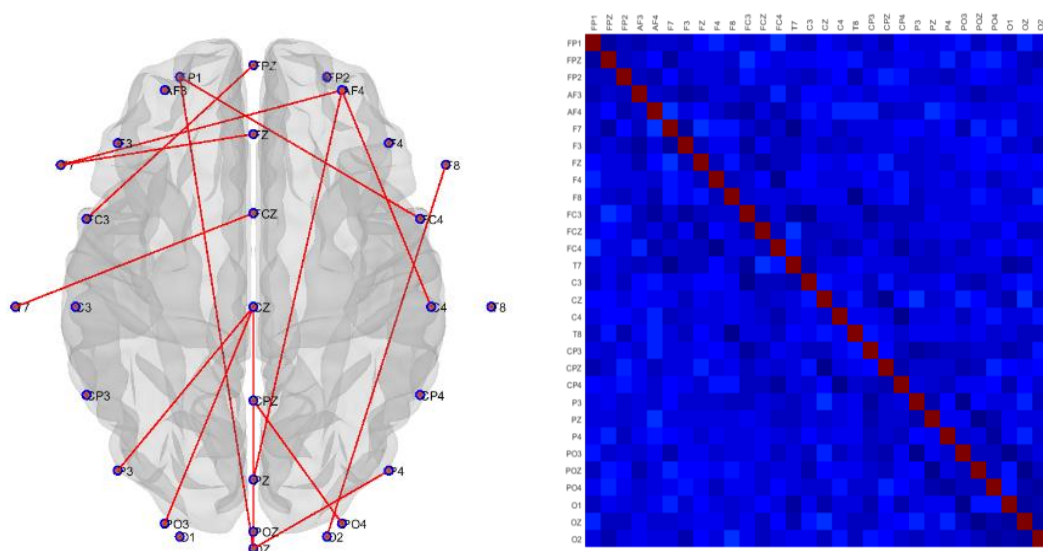 FP1 FPZ FP2 AF3 AF4 F7 F3 FZ F4 F8 FC3 FCZ FC4 T7 C3 CZ C4 T8 CP3 CPZ CP4 P3 PZ P4 PO3 POZ PO4 O1 OZ O2
FPZ
FP1
FP2
AF3
AF4
FZ
F3
F4
F7
F8
FCZ
FC3
FC4
T7
C3
CZ
C4
T8
CP3
CPZ
CP4
P3
PZ
P4
PO3
POZ
PO4
O1
OZ
O2
FP1
FPZ
FP2
AF3
AF4
F7
F3
FZ
F4
F8
FC3
FCZ
FC4
T7
C3
CZ
C4
T8
CP3
CPZ
CP4
P3
PZ
P4
PO3
POZ
PO4
O1
OZ
O2